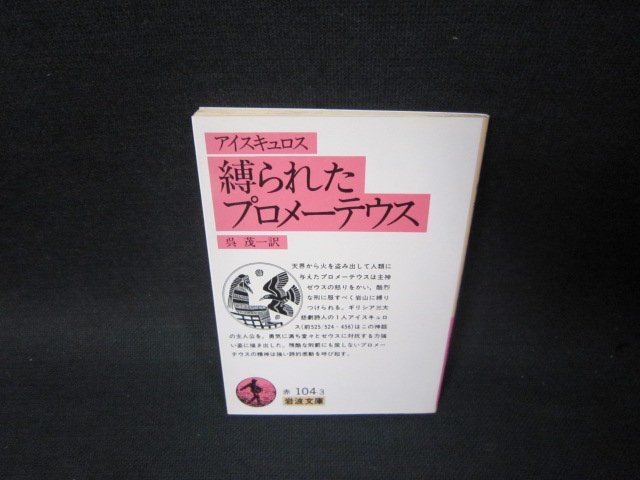 アイスキュロス
縛られた
プロメーテウス
呉 茂一訳
天界から火を盗み出して人類に
与えたプロメーテウスは主神
ゼウスの怒りをかい，酷烈
な刑に服すべく岩山に縛り
つけられる．ギリシア三大
悲劇詩人の1人アイスキュロ
ス(前525／524-456)はこの神話
の主人公を，勇気に満ち堂々とゼウスに対抗する力強
い姿に描き出した．残酷な刑罰にも屈しないプロメー
テウスの精神は強い詩的感動を呼び起す．
赤 104-3
岩波文庫